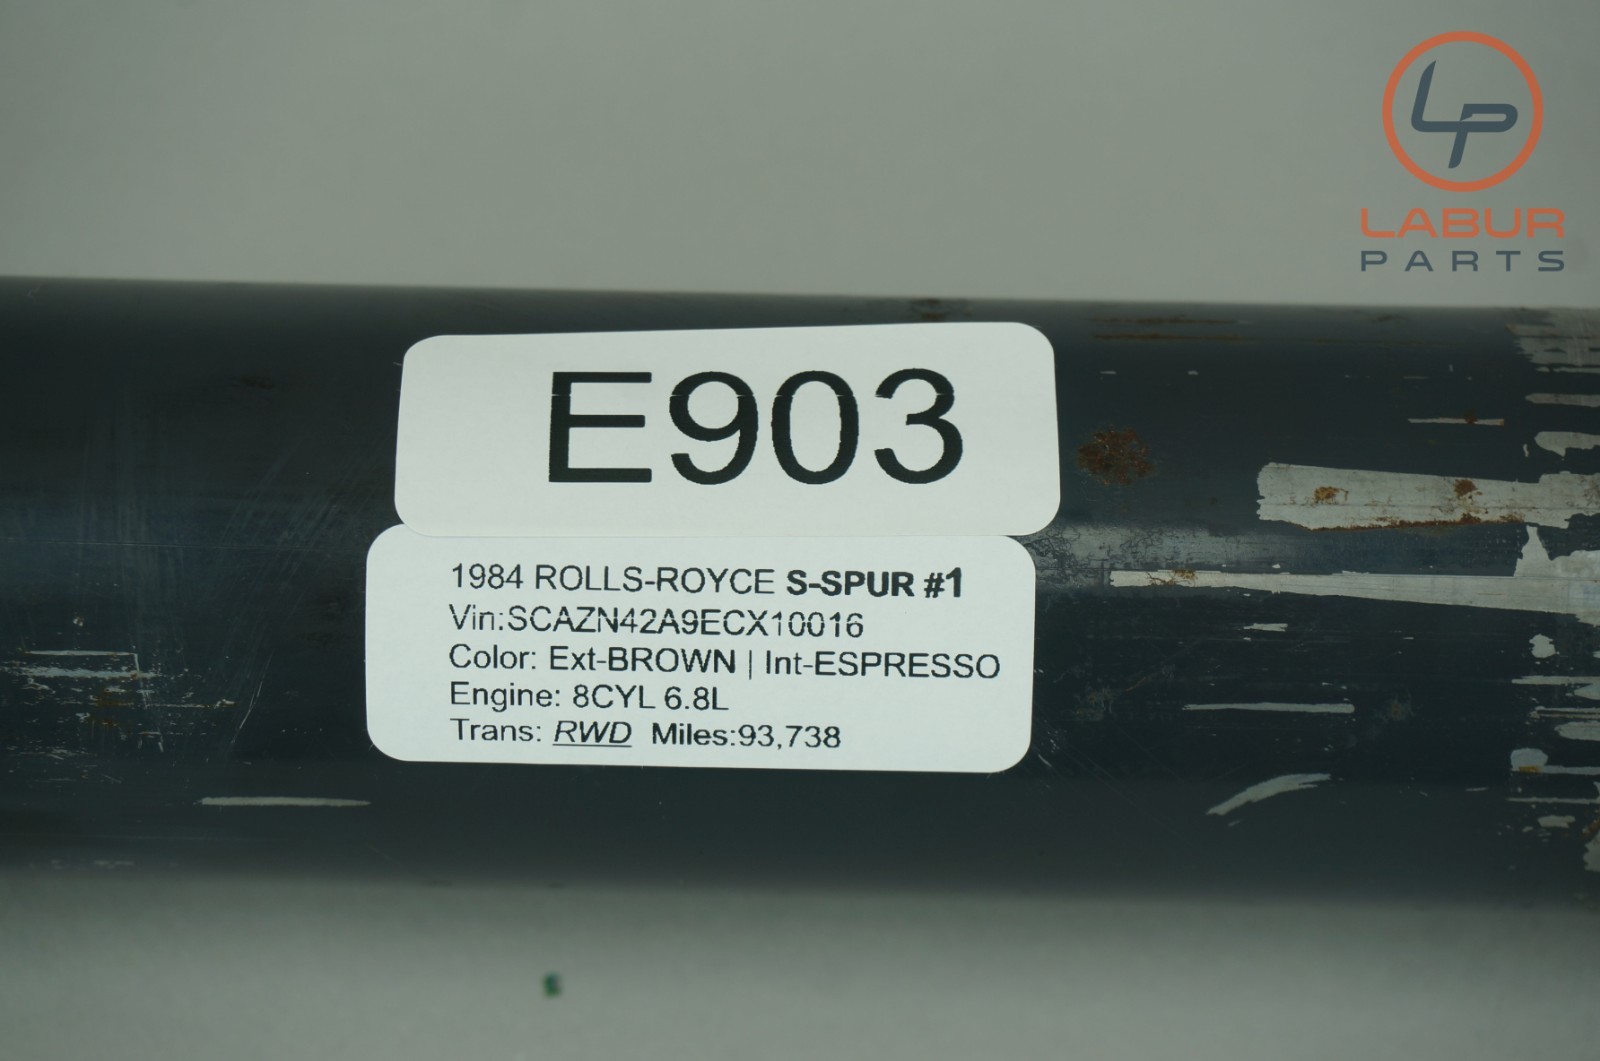 LP
LABUR
PARTS
E903
1984 ROLLS-ROYCE S-SPUR #1
Vin:SCAZN42A9ECX10016
Color: Ext-BROWN | Int-ESPRESSO
Engine: 8CYL 6.8L
Trans: RWD Miles:93,738